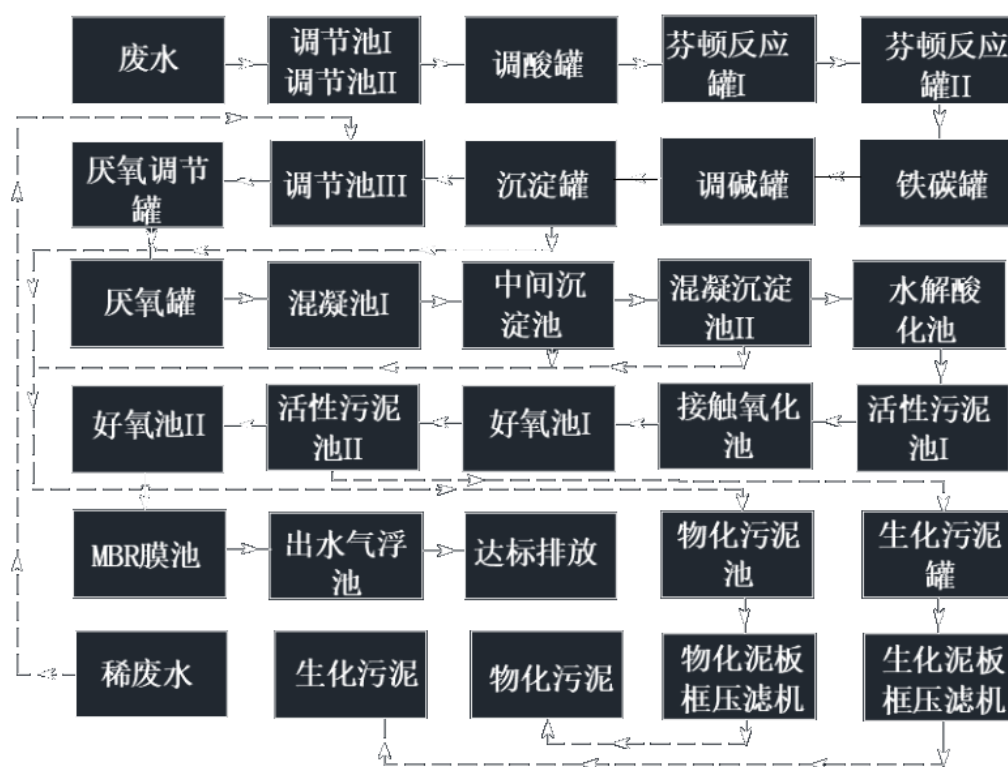 废水
调节池I
调节池II
调酸罐
芬顿反应
罐I
芬顿反应
罐II
厌氧调节
罐
调节池III
沉淀罐
调碱罐
铁碳罐
厌氧罐
混凝池I
中间沉
淀池
混凝沉淀
池II
水解酸
化池
好氧池II
活性污泥
池II
好氧池I
接触氧化
池
活性污泥
池I
MBR膜池
出水气浮
池
达标排放
物化污泥
池
生化污泥
罐
稀废水
生化污泥
物化污泥
物化泥板
框压滤机
生化泥板
框压滤机